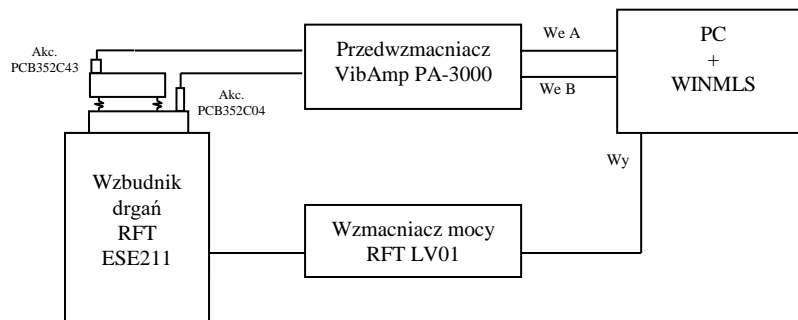 Akc.
PCB352C43
Akc.
PCB352C04
Przedwzmacniacz
VibAmp PA-3000
We A
We B
PC
+
WINMLS
Wy
Wzbudnik
drgań
RFT
ESE211
Wzmacniacz mocy
RFT LV01